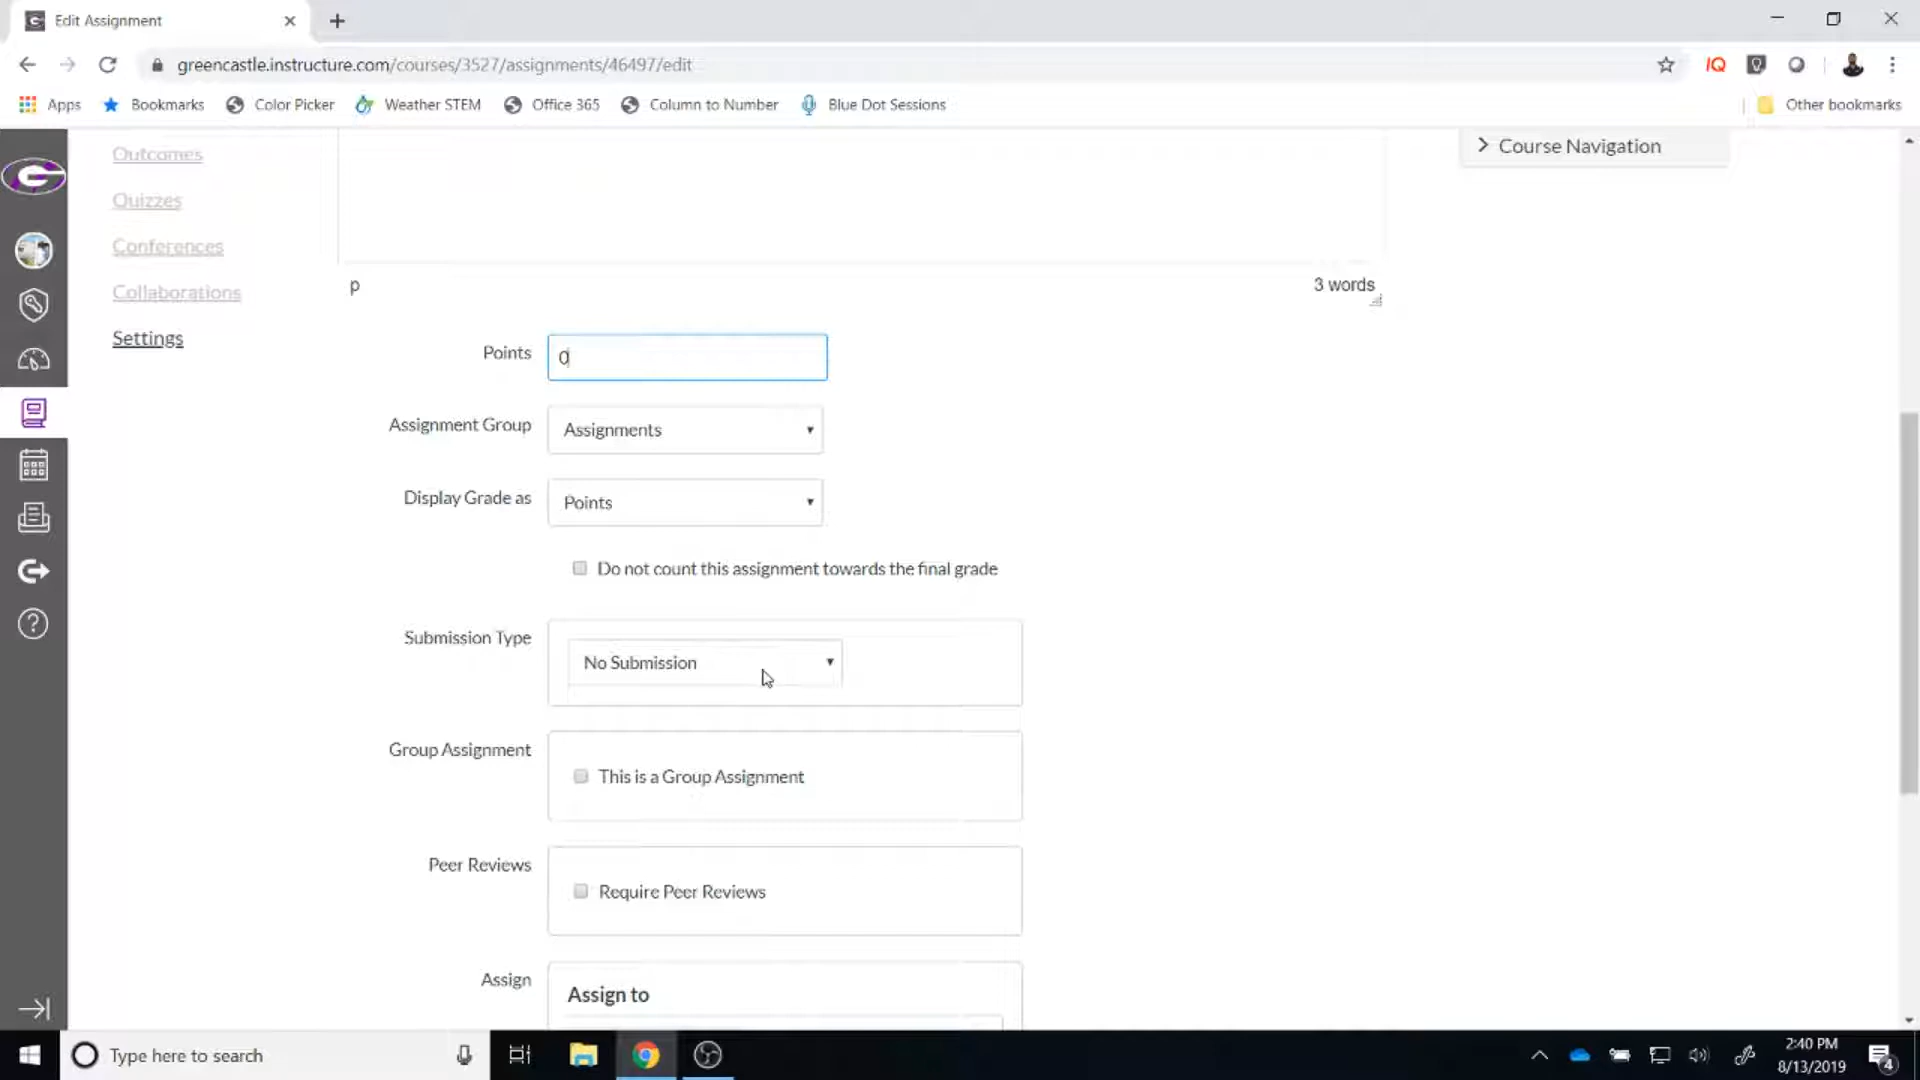 Edit Assignment
greencastle.instructure.com/courses/3527/assignments/46497/edit
IQ
Apps Bookmarks Color Picker Weather STEM Office 365 Column to Number Blue Dot Sessions Other bookmarks
Course Navigation
Outcomes
Quizzes
Conferences
Collaborations
Settings
p
3 words
Points
0
Assignment Group
Assignments
Display Grade as
Points
Do not count this assignment towards the final grade
Submission Type
No Submission
Group Assignment
This is a Group Assignment
Peer Reviews
Require Peer Reviews
Assign
Assign to
Type here to search
2:40 PM
8/13/2019
4